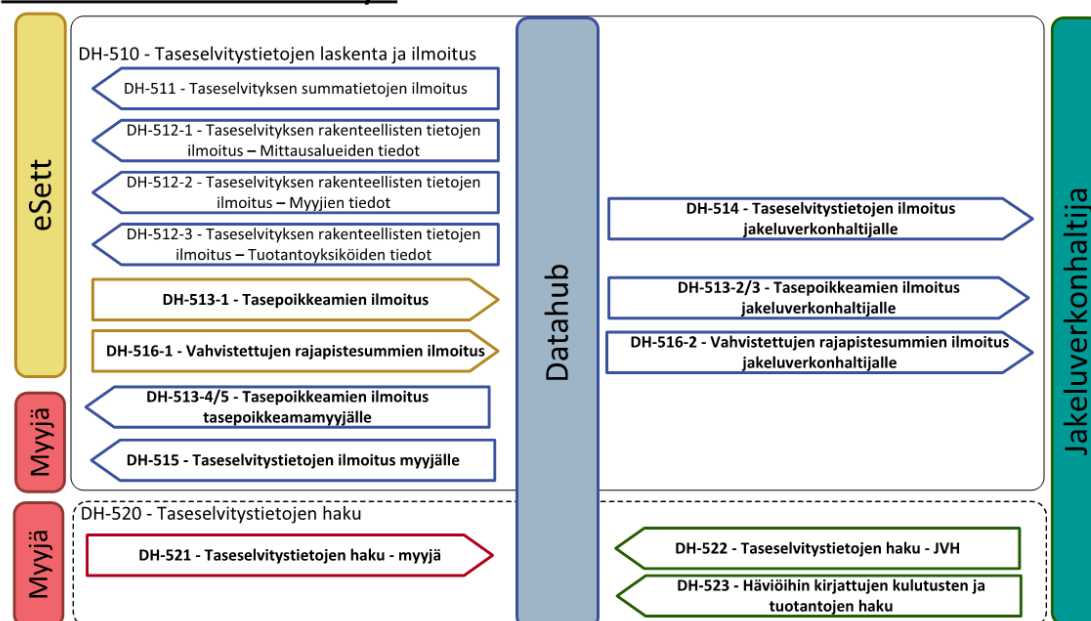 DH-510 - Taseselvitystietojen laskenta ja ilmoitus
DH-511 - Taseselvityksen summatietojen ilmoitus
DH-512-1 - Taseselvityksen rakenteellisten tietojen
ilmoitus – Mittausalueiden tiedot
DH-512-2 - Taseselvityksen rakenteellisten tietojen
ilmoitus – Myyjien tiedot
DH-512-3 - Taseselvityksen rakenteellisten tietojen
ilmoitus – Tuotantoyksiköiden tiedot
DH-513-1 - Tasepoikkeamien ilmoitus
DH-516-1 - Vahvistettujen rajapistesummien ilmoitus
eSett
DH-513-4/5 - Tasepoikkeamien ilmoitus
tasepoikkeamamyyjälle
DH-515 - Taseselvitystietojen ilmoitus myyjälle
Myyjä
Datahub
DH-514 - Taseselvitystietojen ilmoitus
jakeluverkonhaltijalle
DH-513-2/3 - Tasepoikkeamien ilmoitus
jakeluverkonhaltijalle
DH-516-2 - Vahvistettujen rajapistesummien ilmoitus
jakeluverkonhaltijalle
Jakeluverkonhaltija
DH-520 - Taseselvitystietojen haku
Myyjä
DH-521 - Taseselvitystietojen haku - myyjä
DH-522 - Taseselvitystietojen haku - JVH
DH-523 - Häviöihin kirjattujen kulutusten ja
tuotantojen haku